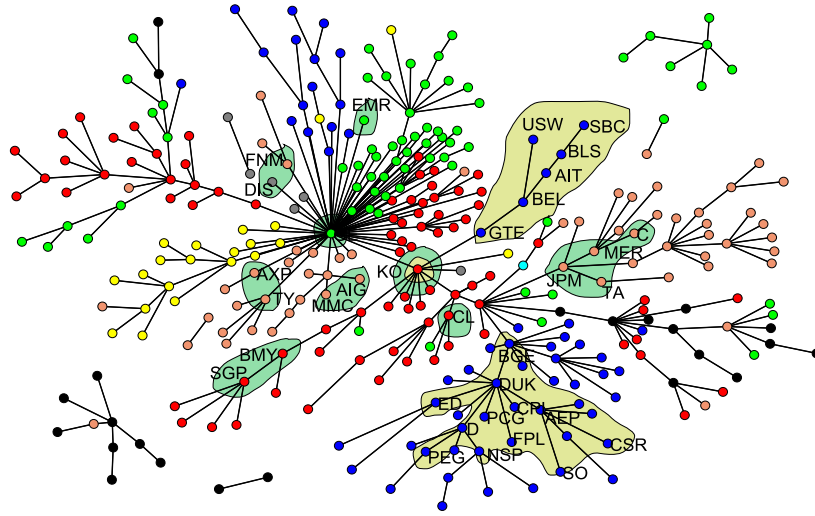 EMR
USW
SBC
BLS
FNM
AIT
DIS
BEL
GTE
C
MER
KO
AXP
JPM
AIG
TA
TY
MMC
CL
BMY
BGE
SGP
DUK
ED
CPL
PCG
AEP
D
FPL
CSR
PEG
NSP
SO